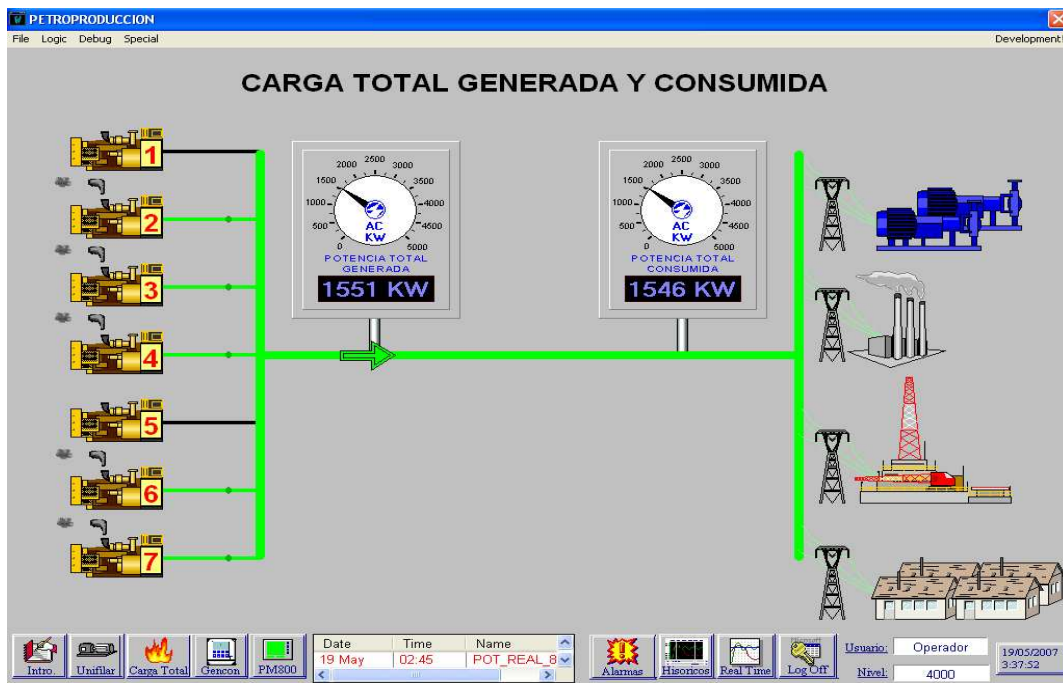 PETROPRODUCCION
File Logic Debug Special Development!
CARGA TOTAL GENERADA Y CONSUMIDA
1
2
3
4
5
6
7
0
500
1000
1500
2000
2500
3000
3500
4000
4500
5000
AC
KW
POTENCIA TOTAL
GENERADA
1551 KW
0
500
1000
1500
2000
2500
3000
3500
4000
4500
5000
AC
KW
POTENCIA TOTAL
CONSUMIDA
1546 KW
Intro.
Unifilar
Carga Total
Gencon
PM800
Date Time Name
19 May 02:45 POT_REAL_8
Alarmas
Hisoricos
Real Time
Microsoft
Log Off
Usuario: Operador
Nivel: 4000
19/05/2007
3:37:52